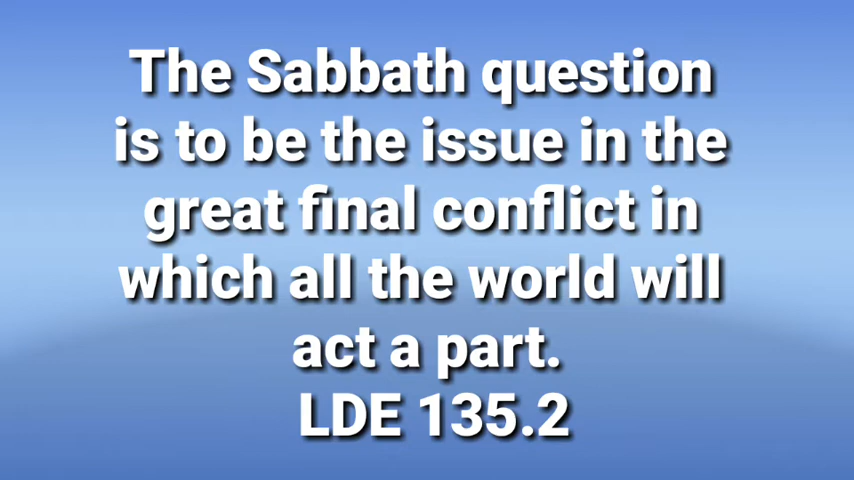 The Sabbath question
is to be the issue in the
great final conflict in
which all the world will
act a part.
LDE 135.2